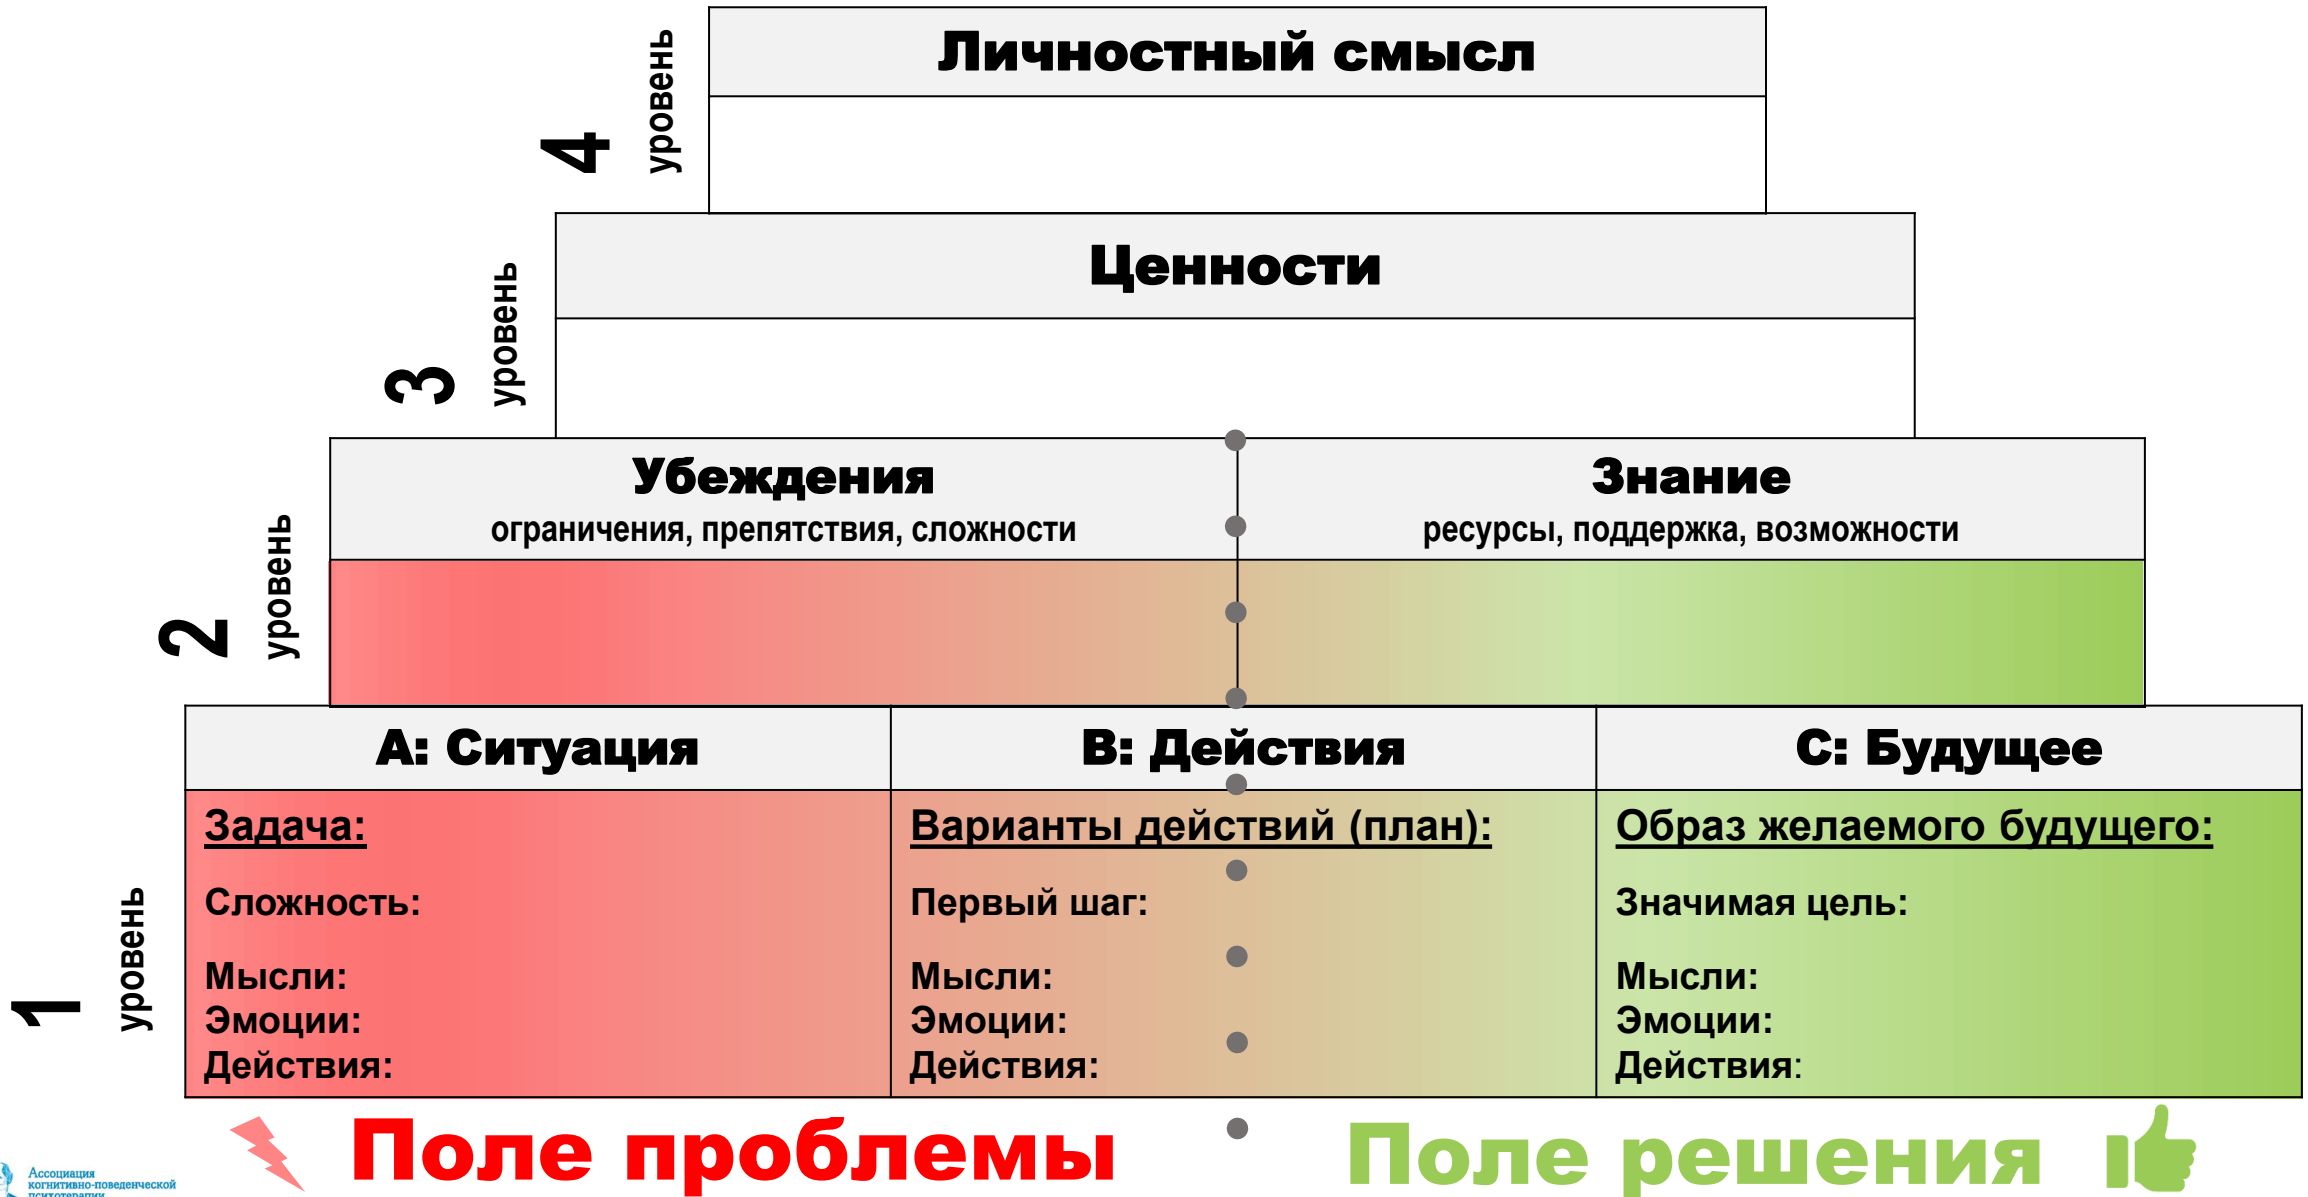 4 уровень
Личностный смысл
3 уровень
Ценности
2 уровень
Убеждения
ограничения, препятствия, сложности
Знание
ресурсы, поддержка, возможности
1 уровень
A: Ситуация
Задача:
Сложность:
Мысли:
Эмоции:
Действия:
B: Действия
Варианты действий (план):
Первый шаг:
Мысли:
Эмоции:
Действия:
C: Будущее
Образ желаемого будущего:
Значимая цель:
Мысли:
Эмоции:
Действия:
Поле проблемы
Поле решения
Ассоциация
когнитивно-поведенческой
психотерапии